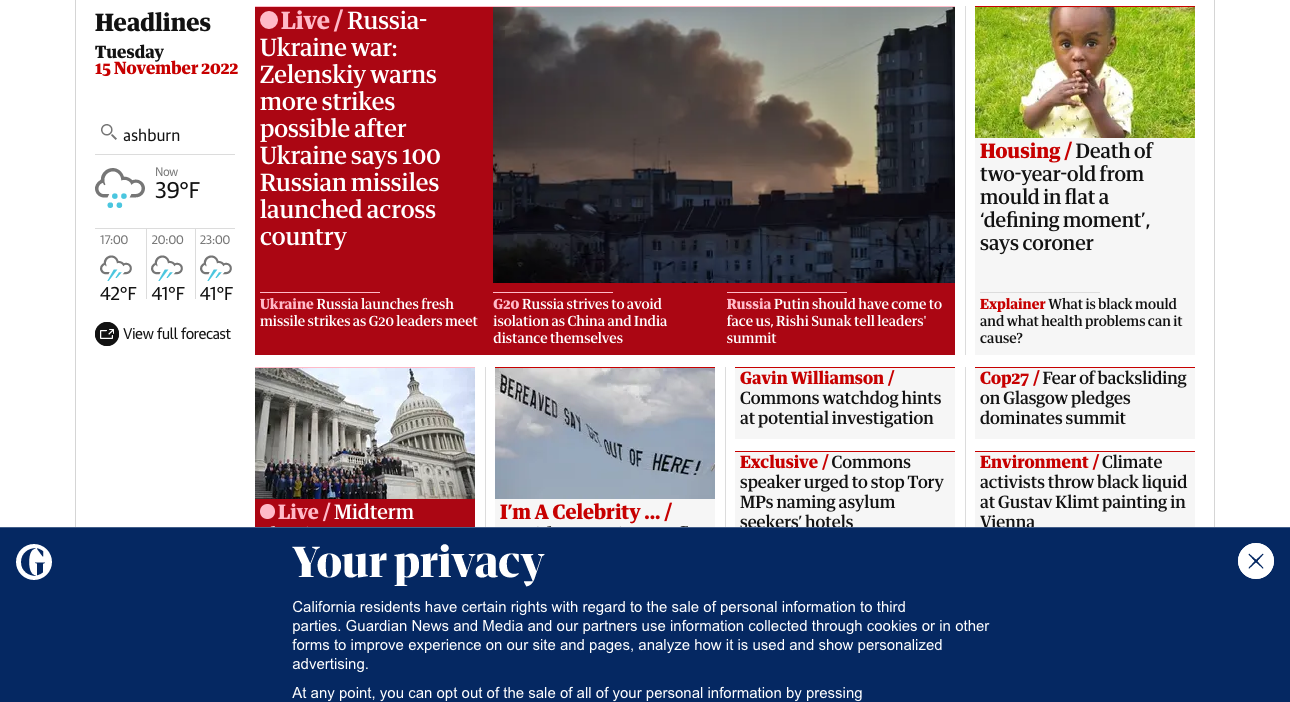 Headlines
Tuesday
15 November 2022
ashburn
Now
39°F
17:00
20:00
23:00
42°F
41°F
41°F
View full forecast
Live / Russia-
Ukraine war:
Zelenskiy warns
more strikes
possible after
Ukraine says 100
Russian missiles
launched across
country
Ukraine Russia launches fresh
missile strikes as G20 leaders meet
G20 Russia strives to avoid
isolation as China and India
distance themselves
Russia Putin should have come to
face us, Rishi Sunak tell leaders'
summit
Housing / Death of
two-year-old from
mould in flat a
‘defining moment’,
says coroner
Explainer What is black mould
and what health problems can it
cause?
Live / Midterm
BEREAVED SAY GET OUT OF HERE!
I’m A Celebrity ... /
Gavin Williamson /
Commons watchdog hints
at potential investigation
Exclusive / Commons
speaker urged to stop Tory
MPs naming asylum
seekers’ hotels
Cop27 / Fear of backsliding
on Glasgow pledges
dominates summit
Environment / Climate
activists throw black liquid
at Gustav Klimt painting in
Vienna
G
Your privacy
California residents have certain rights with regard to the sale of personal information to third
parties. Guardian News and Media and our partners use information collected through cookies or in other
forms to improve experience on our site and pages, analyze how it is used and show personalized
advertising.
At any point, you can opt out of the sale of all of your personal information by pressing